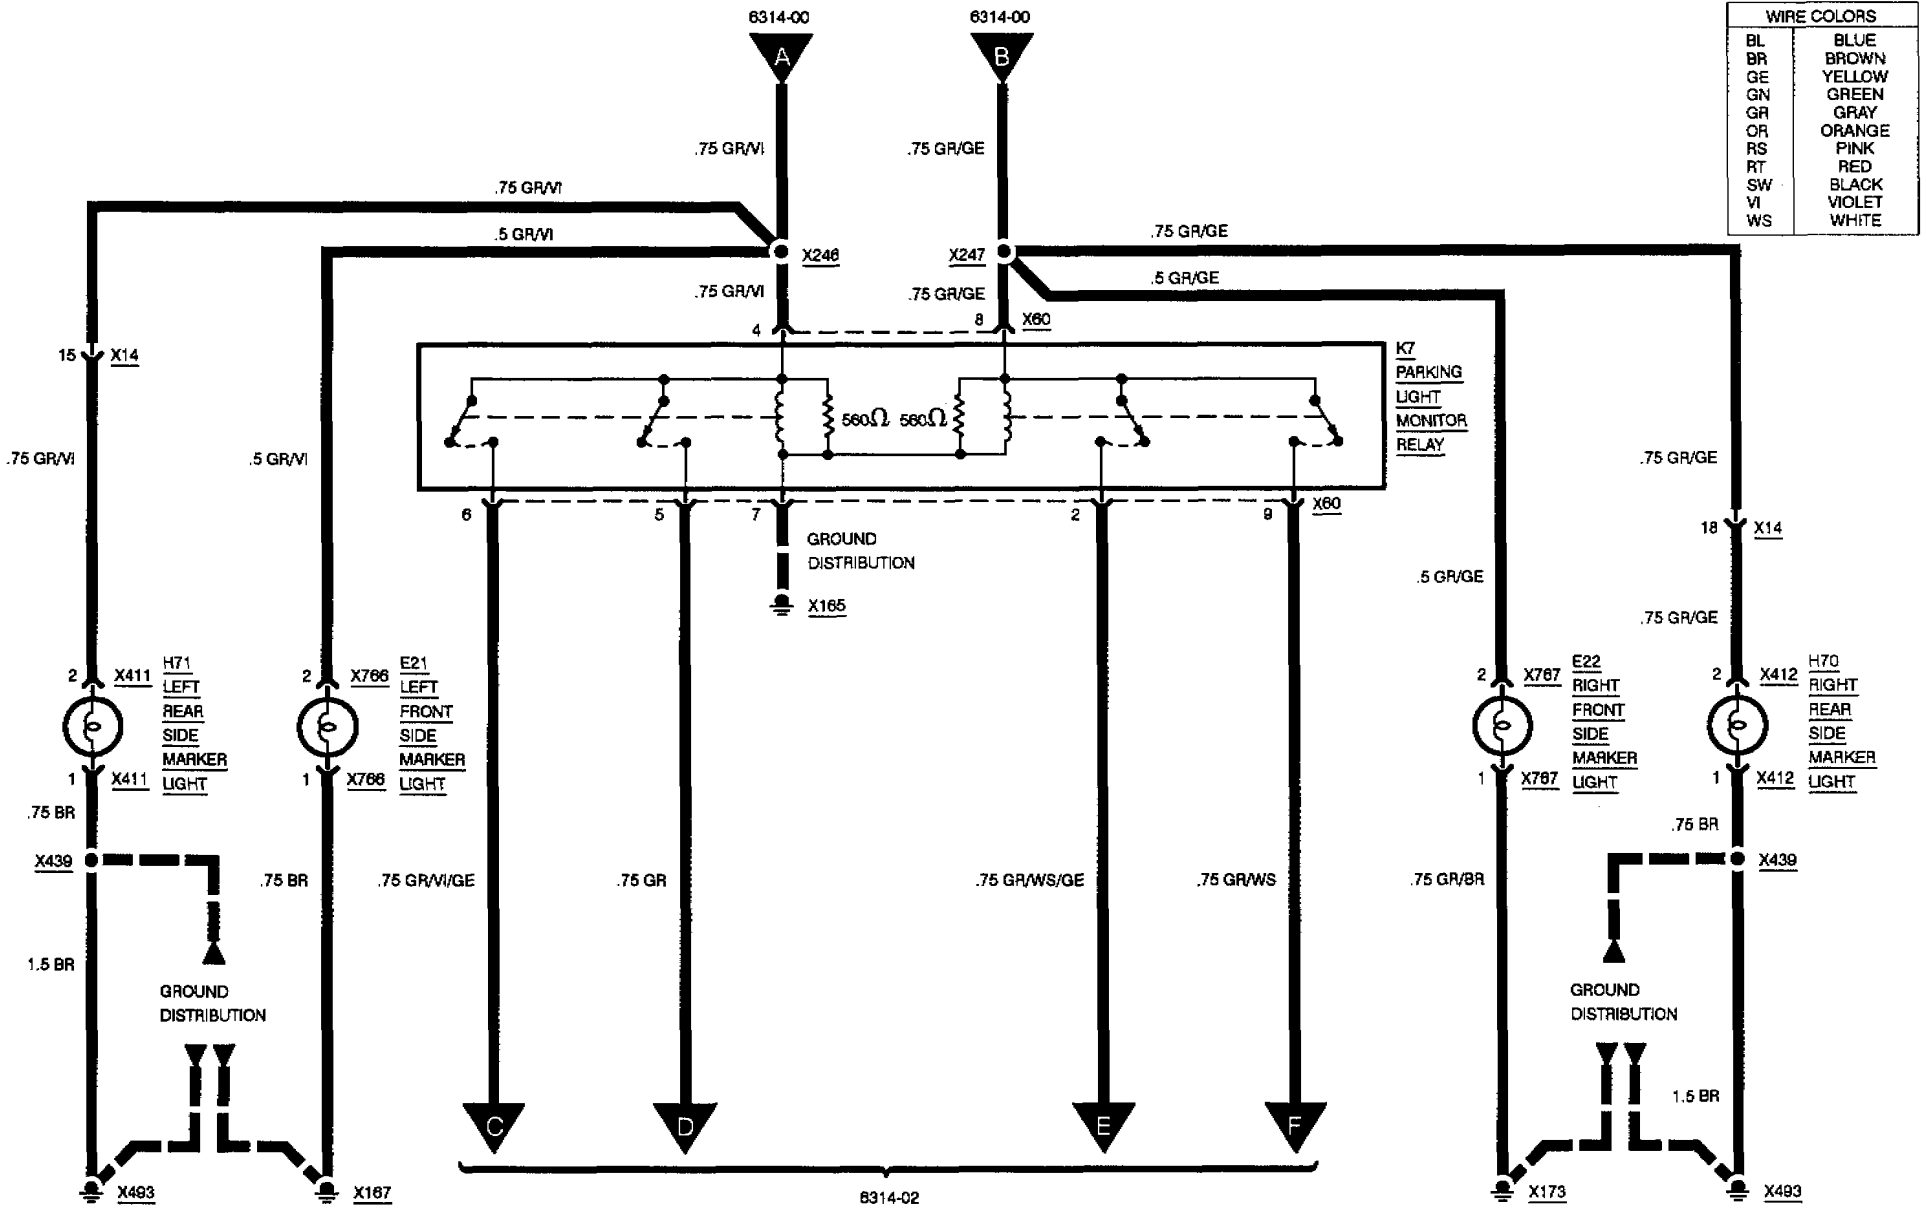 6314-00
6314-00
A
B
WIRE COLORS
BL BLUE
BR BROWN
GE YELLOW
GN GREEN
GR GRAY
OR ORANGE
RS PINK
RT RED
SW BLACK
VI VIOLET
WS WHITE
.75 GR/VI
.75 GR/GE
.75 GR/VI
.5 GR/VI
X246
X247
.75 GR/GE
.5 GR/GE
.75 GR/VI
.75 GR/GE
4
8
X60
15
X14
K7
PARKING
LIGHT
MONITOR
RELAY
560Ω
560Ω
.75 GR/VI
.5 GR/VI
.75 GR/GE
6
5
7
2
9
X60
18
X14
GROUND
DISTRIBUTION
X165
.5 GR/GE
.75 GR/GE
2
X411
H71
LEFT
REAR
SIDE
MARKER
LIGHT
1
X411
2
X766
E21
LEFT
FRONT
SIDE
MARKER
LIGHT
1
X766
2
X767
E22
RIGHT
FRONT
SIDE
MARKER
LIGHT
1
X767
2
X412
H70
RIGHT
REAR
SIDE
MARKER
LIGHT
1
X412
.75 BR
.75 BR
X439
X439
.75 BR
.75 GR/VI/GE
.75 GR
.75 GR/WS/GE
.75 GR/WS
.75 GR/BR
1.5 BR
GROUND
DISTRIBUTION
GROUND
DISTRIBUTION
1.5 BR
C
D
E
F
X493
X167
6314-02
X173
X493